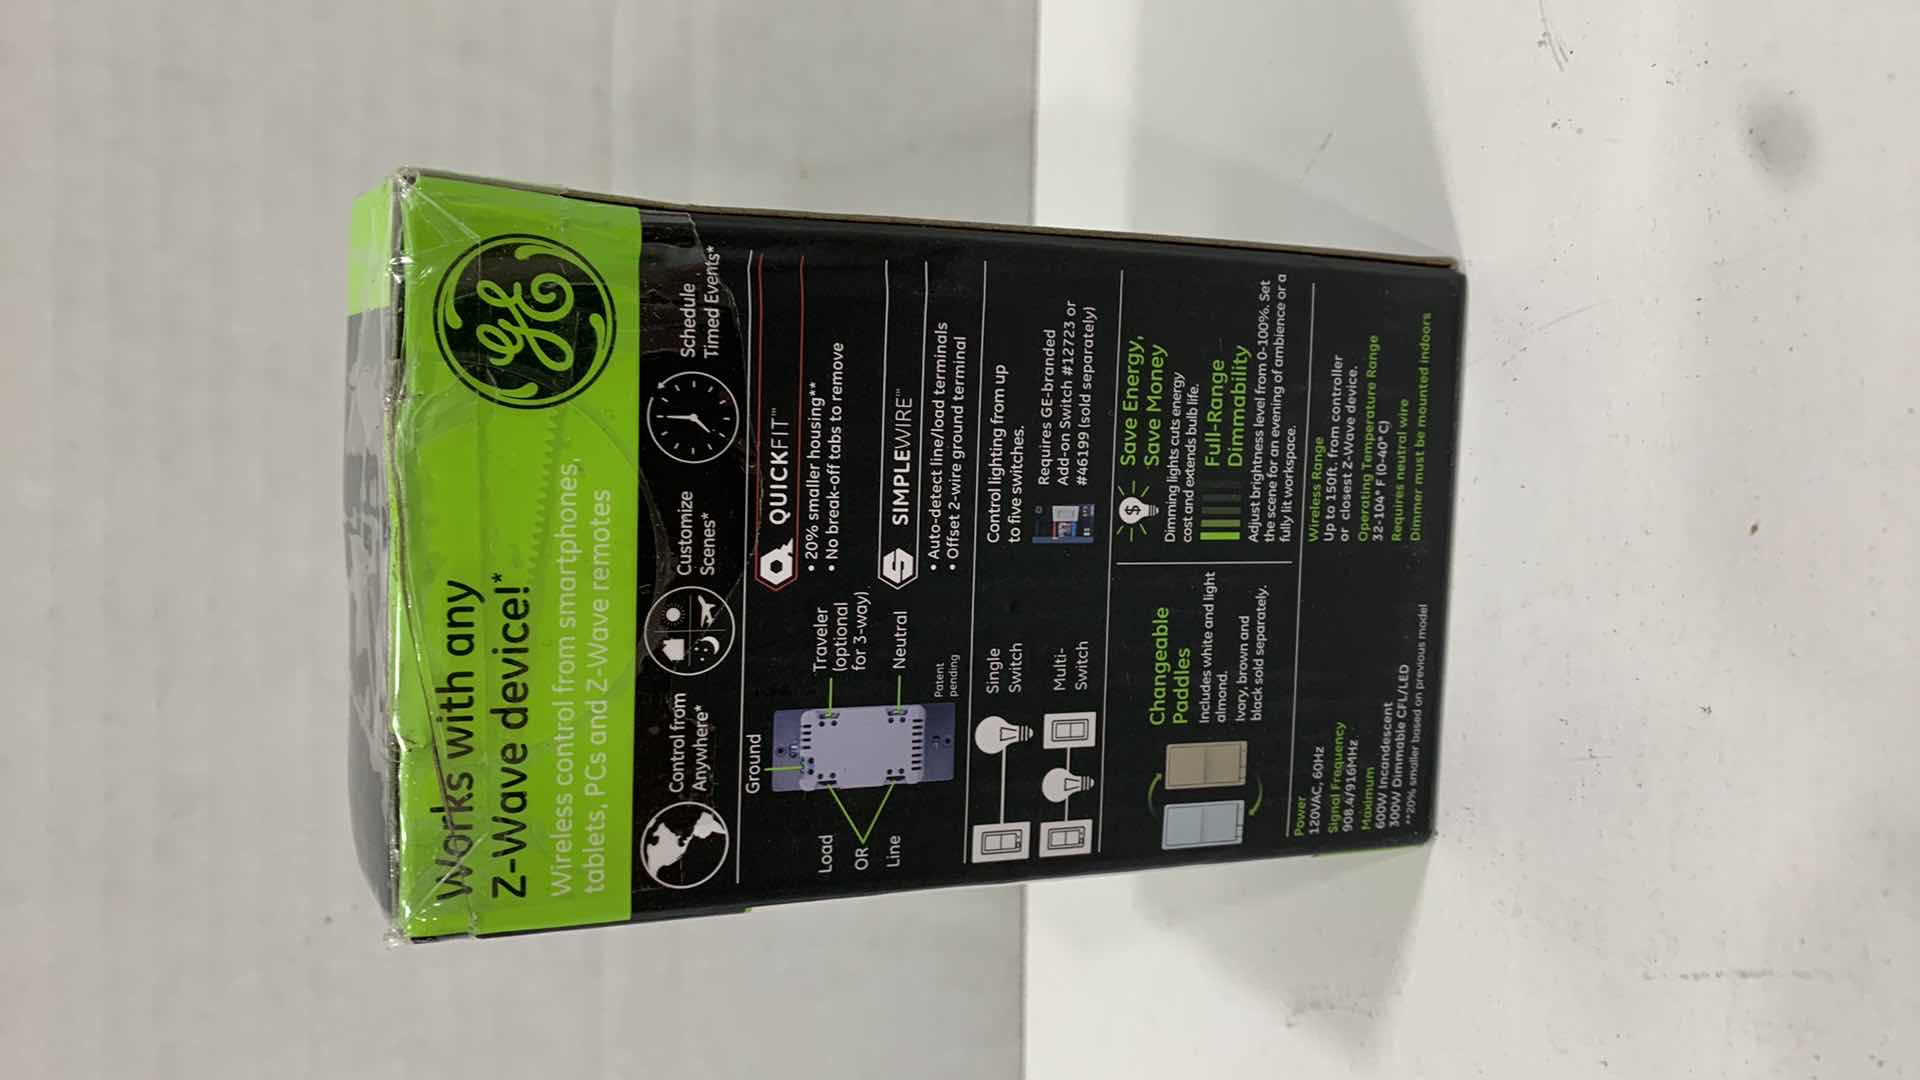 Works with any
Z-Wave device!*
Wireless control from smartphones,
tablets, PCs and Z-Wave remotes
GE
Control from
Anywhere*
Customize
Scenes*
Schedule
Timed Events*
Ground
Load
OR
Line
Traveler
(optional
for 3-way)
Neutral
Patent
pending
QUICKFIT™
• 20% smaller housing**
• No break-off tabs to remove
SIMPLEWIRE™
• Auto-detect line/load terminals
• Offset 2-wire ground terminal
Single
Switch
Multi-
Switch
Control lighting from up
to five switches.
Requires GE-branded
Add-on Switch #12723 or
#46199 (sold separately)
Changeable
Paddles
Includes white and light
almond.
Ivory, brown and
black sold separately.
Save Energy,
Save Money
Dimming lights cuts energy
cost and extends bulb life.
Full-Range
Dimmability
Adjust brightness level from 0-100%. Set
the scene for an evening of ambience or a
fully lit workspace.
Power
120VAC, 60Hz
Signal Frequency
908.4/916MHz
Maximum
600W Incandescent
300W Dimmable CFL/LED
**20% smaller based on previous model
Wireless Range
Up to 150ft. from controller
or closest Z-Wave device.
Operating Temperature Range
32-104° F (0-40°C)
Requires neutral wire
Dimmer must be mounted indoors